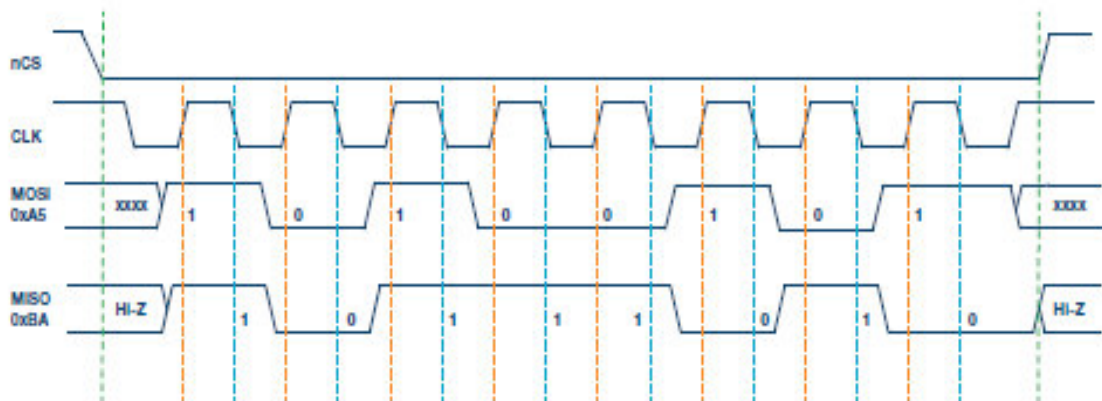 nCS
CLK
MOSI
0xA5
xxxx 1 0 1 0 0 1 0 1 xxxx
MISO
0xBA
HI-Z 1 0 1 1 1 0 1 0 HI-Z